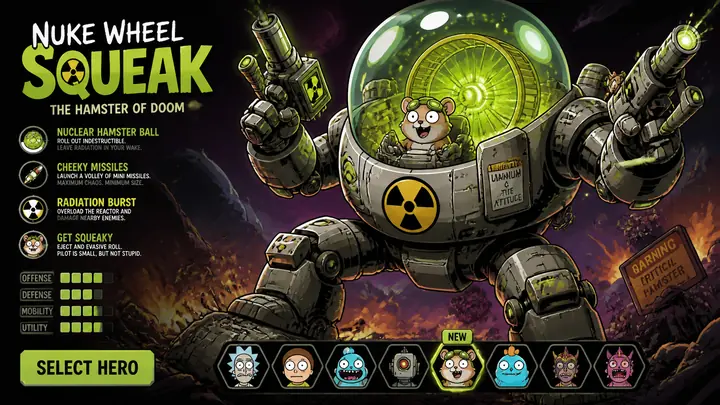 NUKE WHEEL
SQUEAK
THE HAMSTER OF DOOM
NUCLEAR HAMSTER BALL
ROLL OUT INDESTRUCTIBLE.
LEAVE RADIATION IN YOUR WAKE.
CHEEKY MISSILES
LAUNCH A VOLLEY OF MINI MISSILES.
MAXIMUM CHAOS. MINIMUM SIZE.
RADIATION BURST
OVERLOAD THE REACTOR AND
DAMAGE NEARBY ENEMIES.
GET SQUEAKY
EJECT AND EVASIVE ROLL.
PILOT IS SMALL, BUT NOT STUPID.
OFFENSE
DEFENSE
MOBILITY
UTILITY
SELECT HERO
NEW
BARNING
HAMSTER